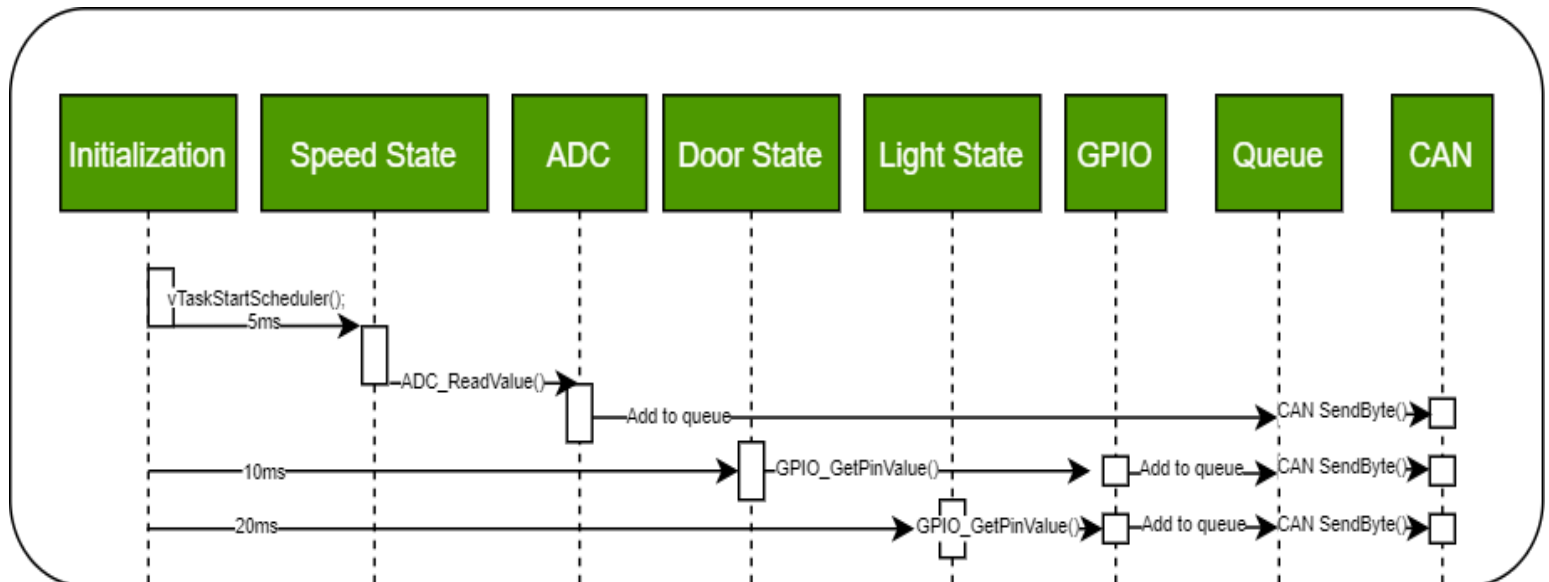 Initialization
Speed State
ADC
Door State
Light State
GPIO
Queue
CAN
vTaskStartScheduler();
5ms
ADC_ReadValue()
Add to queue
CAN SendByte()
10ms
GPIO_GetPinValue()
Add to queue
CAN SendByte()
20ms
GPIO_GetPinValue()
Add to queue
CAN SendByte()